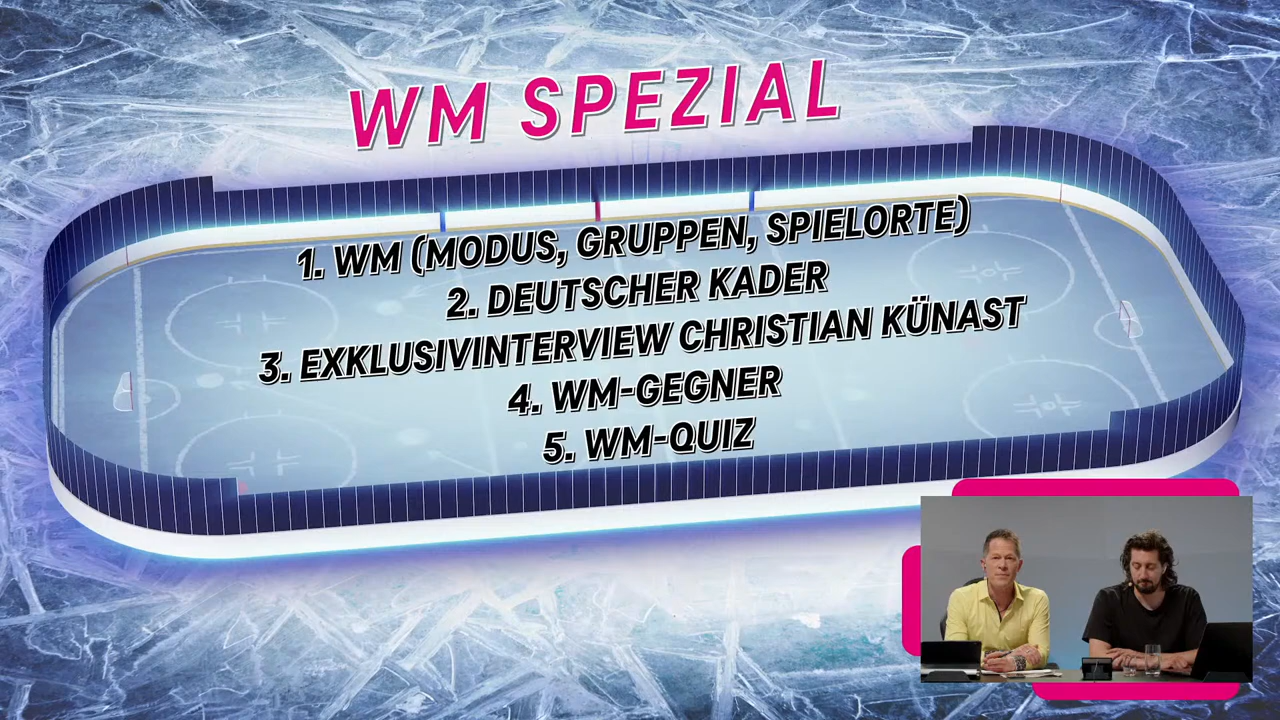 WM SPEZIAL
1. WM (MODUS, GRUPPEN, SPIELORTE)
2. DEUTSCHER KADER
3. EXKLUSIVINTERVIEW CHRISTIAN KÜNAST
4. WM-GEGNER
5. WM-QUIZ